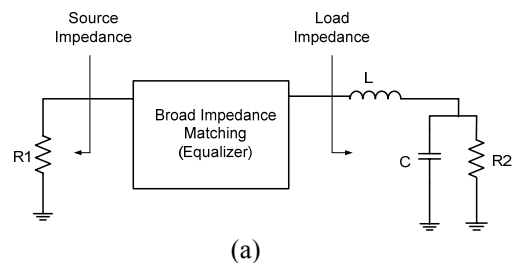 Source
Impedance
Load
Impedance
L
Broad Impedance
Matching
(Equalizer)
R1
C
R2
(a)